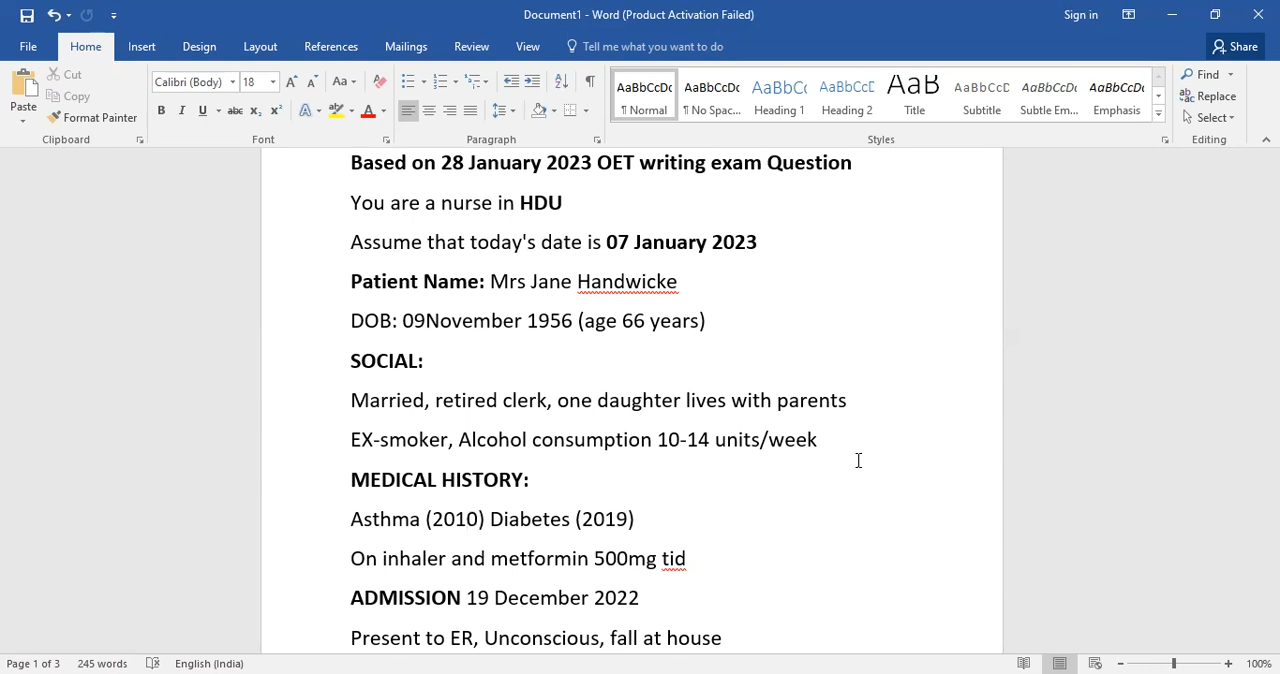 Document1 - Word (Product Activation Failed)
Sign in
File Home Insert Design Layout References Mailings Review View Tell me what you want to do Share
Paste Cut Copy Format Painter Clipboard
Calibri (Body) 18 Aa
B I U abc x₂ x² A A Font
Paragraph
AaBbCcDc ¶ Normal
AaBbCcDc ¶ No Spac...
AaBbCc Heading 1
AaBbCcE Heading 2
AaB Title
AaBbCcD Subtitle
AaBbCcDc Subtle Em...
AaBbCcDc Emphasis
Styles
Find Replace Select Editing
Based on 28 January 2023 OET writing exam Question
You are a nurse in HDU
Assume that today's date is 07 January 2023
Patient Name: Mrs Jane Handwicke
DOB: 09November 1956 (age 66 years)
SOCIAL:
Married, retired clerk, one daughter lives with parents
EX-smoker, Alcohol consumption 10-14 units/week
MEDICAL HISTORY:
Asthma (2010) Diabetes (2019)
On inhaler and metformin 500mg tid
ADMISSION 19 December 2022
Present to ER, Unconscious, fall at house
Page 1 of 3 245 words English (India) 100%